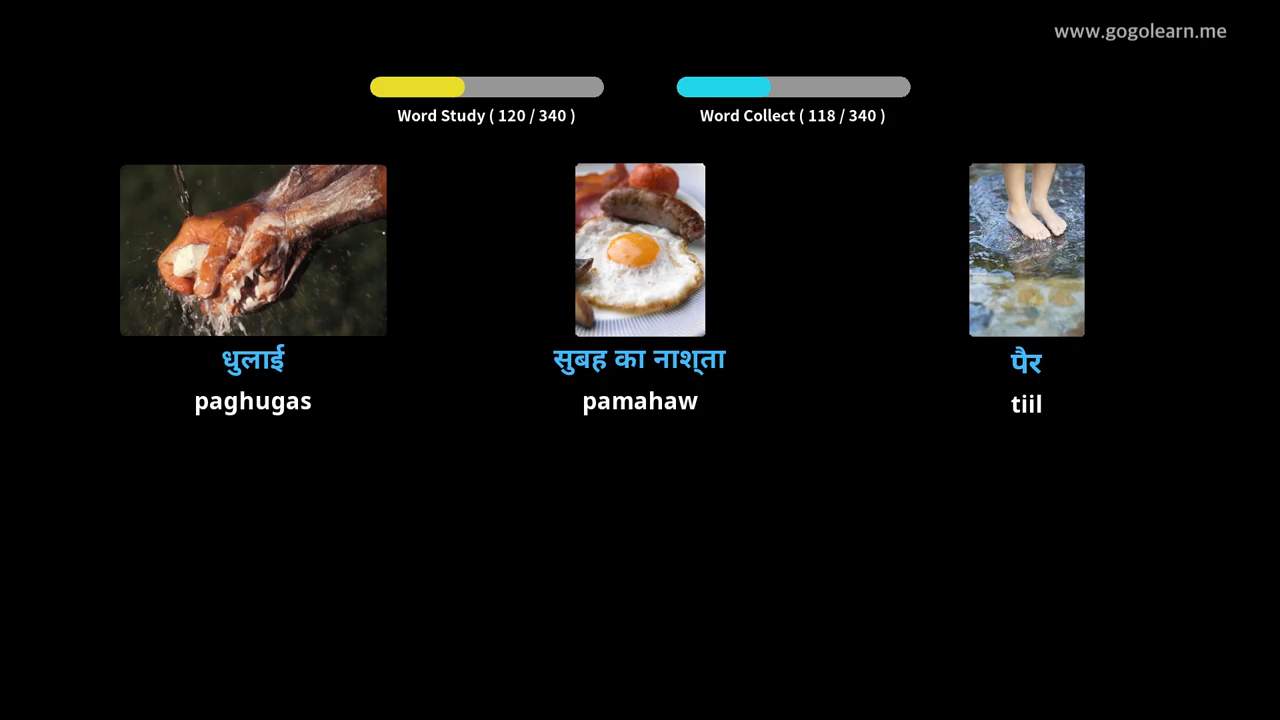 www.gogolearn.me
Word Study ( 120 / 340 )
Word Collect ( 118 / 340 )
धुलाई
सुबह का नाश्ता
पैर
paghugas
pamahaw
tiil